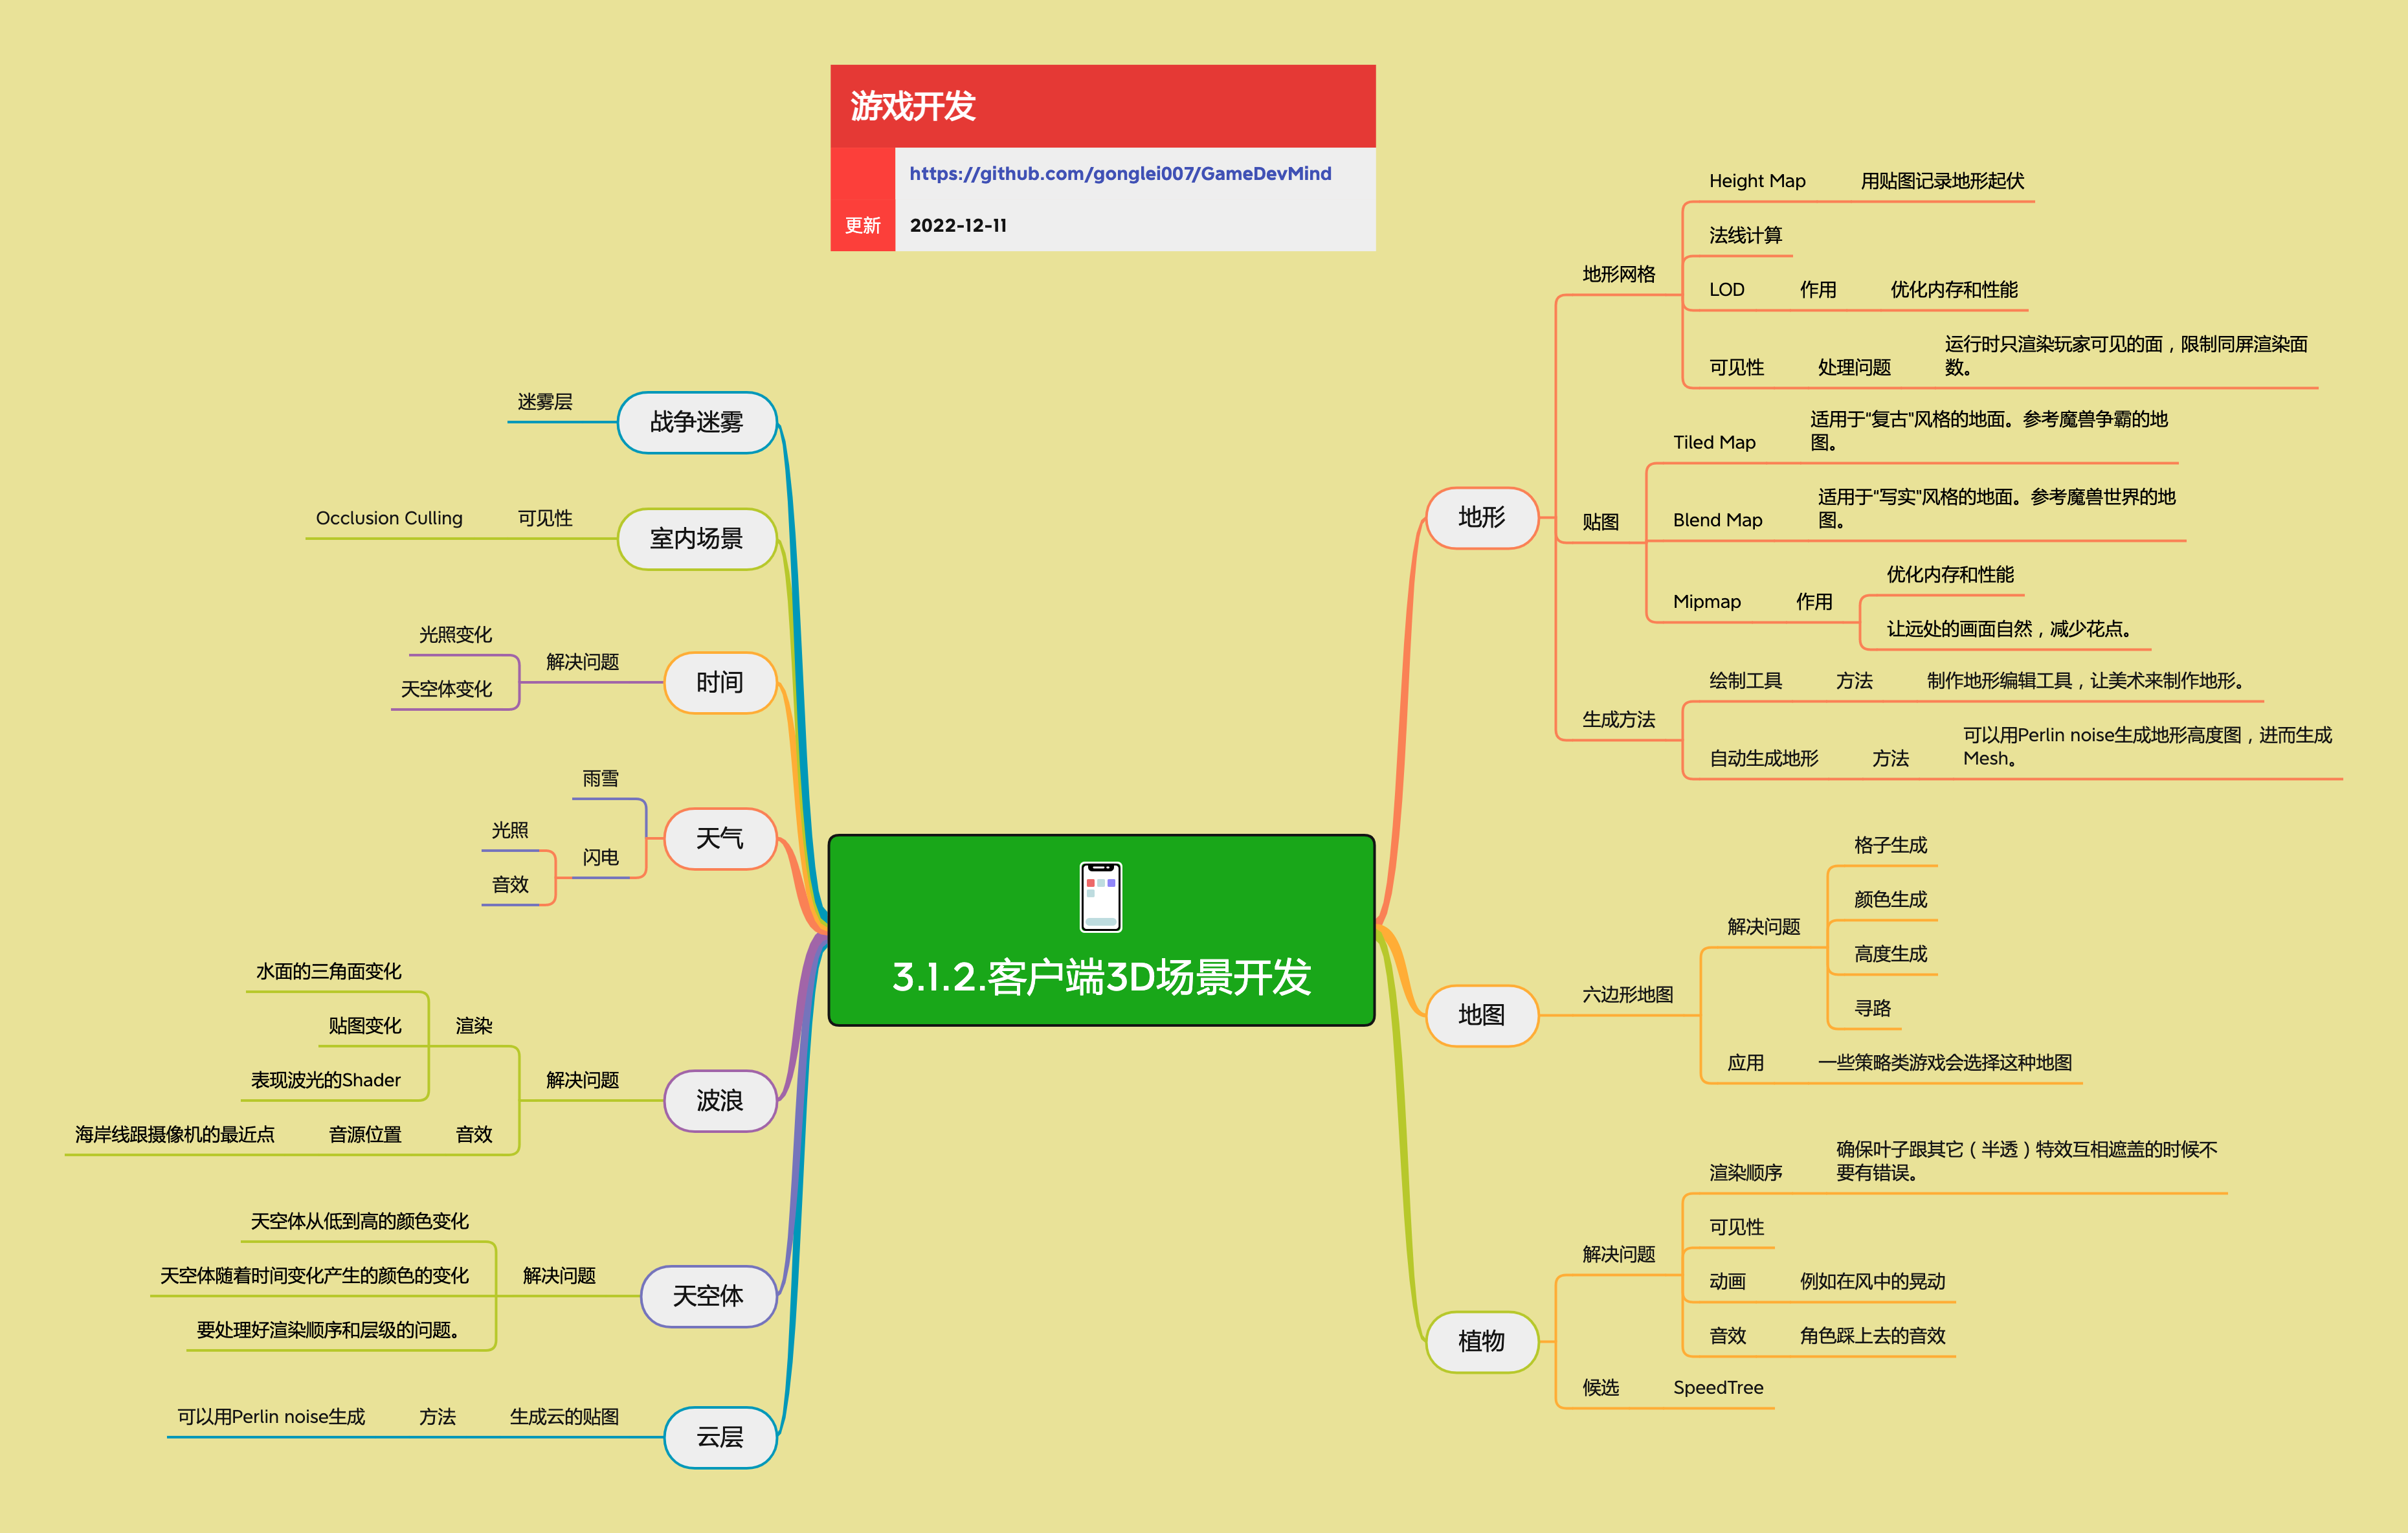 游戏开发
https://github.com/gonglei007/GameDevMind
更新
2022-12-11
3.1.2.客户端3D场景开发
地形
地形网格
Height Map
用贴图记录地形起伏
法线计算
LOD
作用
优化内存和性能
可见性
处理问题
运行时只渲染玩家可见的面，限制同屏渲染面
数。
贴图
Tiled Map
适用于"复古"风格的地面。参考魔兽争霸的地
图。
Blend Map
适用于"写实"风格的地面。参考魔兽世界的地
图。
Mipmap
作用
优化内存和性能
让远处的画面自然，减少花点。
生成方法
绘制工具
方法
制作地形编辑工具，让美术来制作地形。
自动生成地形
方法
可以用Perlin noise生成地形高度图，进而生成
Mesh。
地图
六边形地图
解决问题
格子生成
颜色生成
高度生成
寻路
应用
一些策略类游戏会选择这种地图
植物
解决问题
渲染顺序
确保叶子跟其它（半透）特效互相遮盖的时候不
要有错误。
可见性
动画
例如在风中的晃动
音效
角色踩上去的音效
候选
SpeedTree
战争迷雾
迷雾层
室内场景
可见性
Occlusion Culling
时间
解决问题
光照变化
天空体变化
天气
雨雪
闪电
光照
音效
波浪
解决问题
渲染
水面的三角面变化
贴图变化
表现波光的Shader
音效
音源位置
海岸线跟摄像机的最近点
天空体
解决问题
天空体从低到高的颜色变化
天空体随着时间变化产生的颜色的变化
要处理好渲染顺序和层级的问题。
云层
生成云的贴图
方法
可以用Perlin noise生成